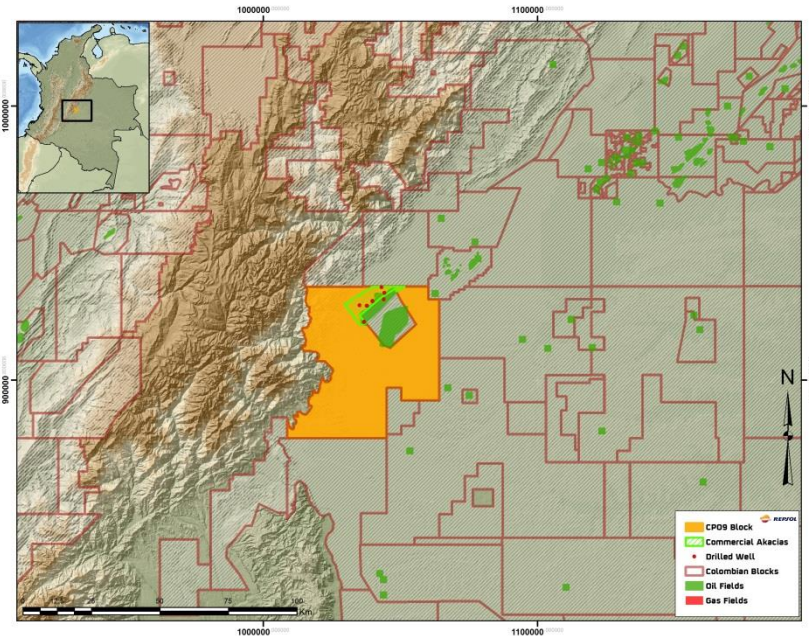 1000000
1100000
1000000
900000
1000000
1100000
N
REPSOL
CPO9 Block
Commercial Akacias
Drilled Well
Colombian Blocks
Oil Fields
Gas Fields
25
50
75
100
Km